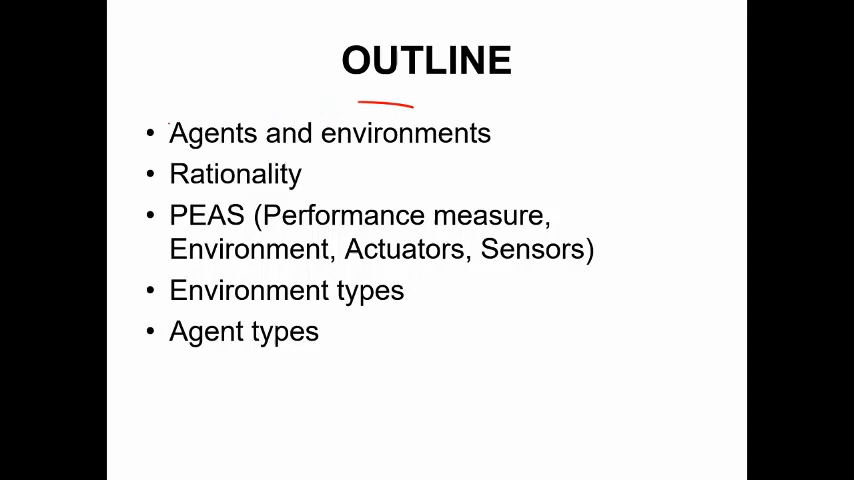 OUTLINE
• Agents and environments
• Rationality
• PEAS (Performance measure,
Environment, Actuators, Sensors)
• Environment types
• Agent types